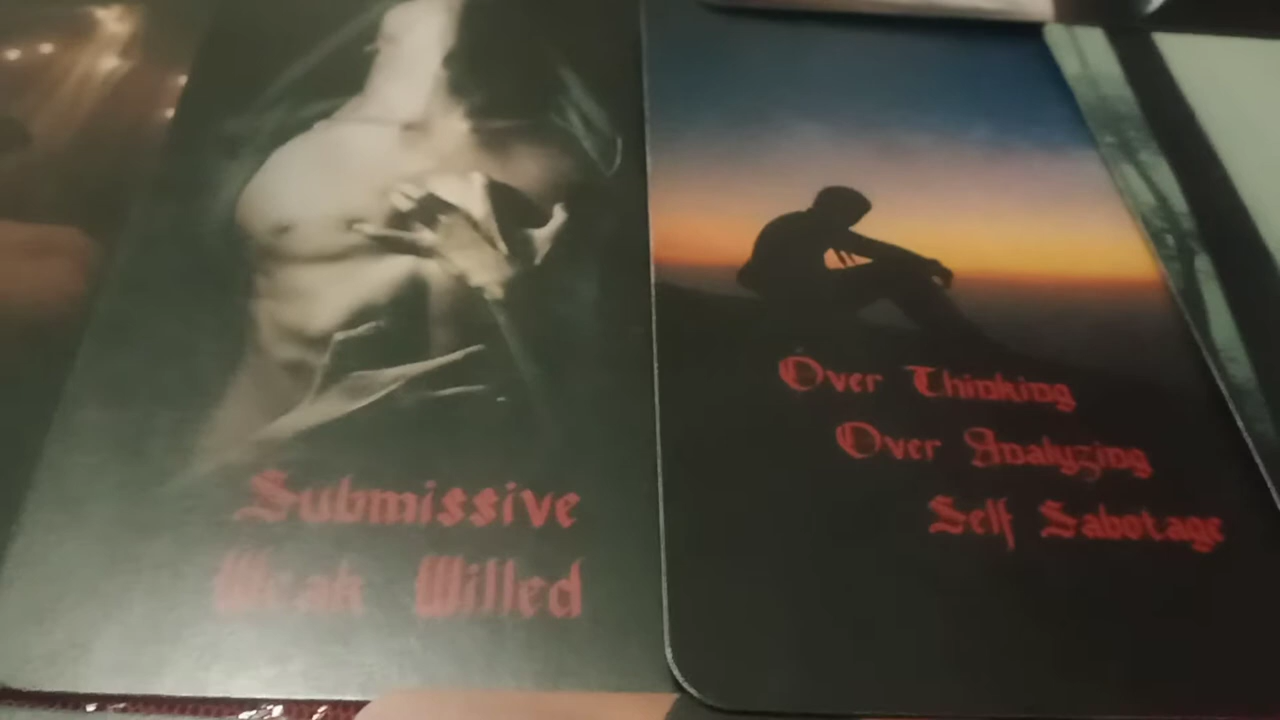 Submissive
Weak Willed
Over Thinking
Over Analyzing
Self Sabotage